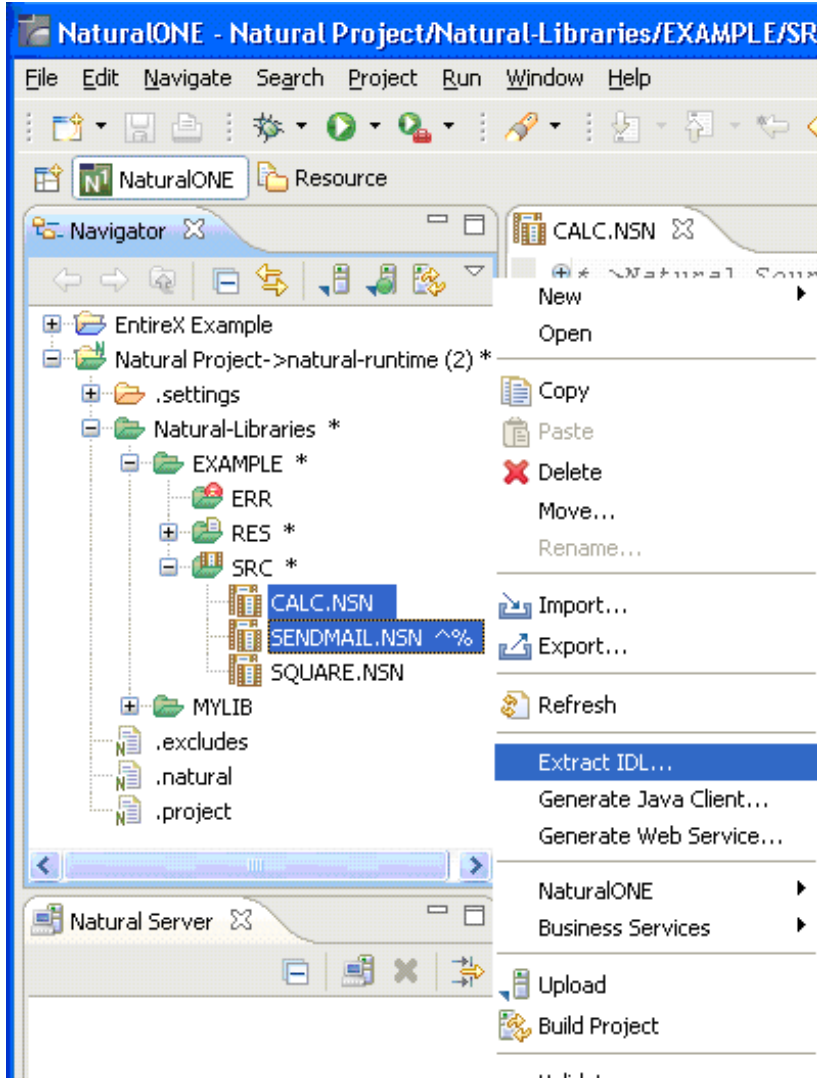 NaturalONE - Natural Project/Natural-Libraries/EXAMPLE/SR
File Edit Navigate Search Project Run Window Help
N1 NaturalONE Resource
Navigator
CALC.NSN
EntireX Example
Natural Project->natural-runtime (2) *
.settings
Natural-Libraries *
EXAMPLE *
ERR
RES *
SRC *
CALC.NSN
SENDMAIL.NSN ^%
SQUARE.NSN
MYLIB
.excludes
.natural
.project
Natural Server
New
Open
Copy
Paste
Delete
Move...
Rename...
Import...
Export...
Refresh
Extract IDL...
Generate Java Client...
Generate Web Service...
NaturalONE
Business Services
Upload
Build Project